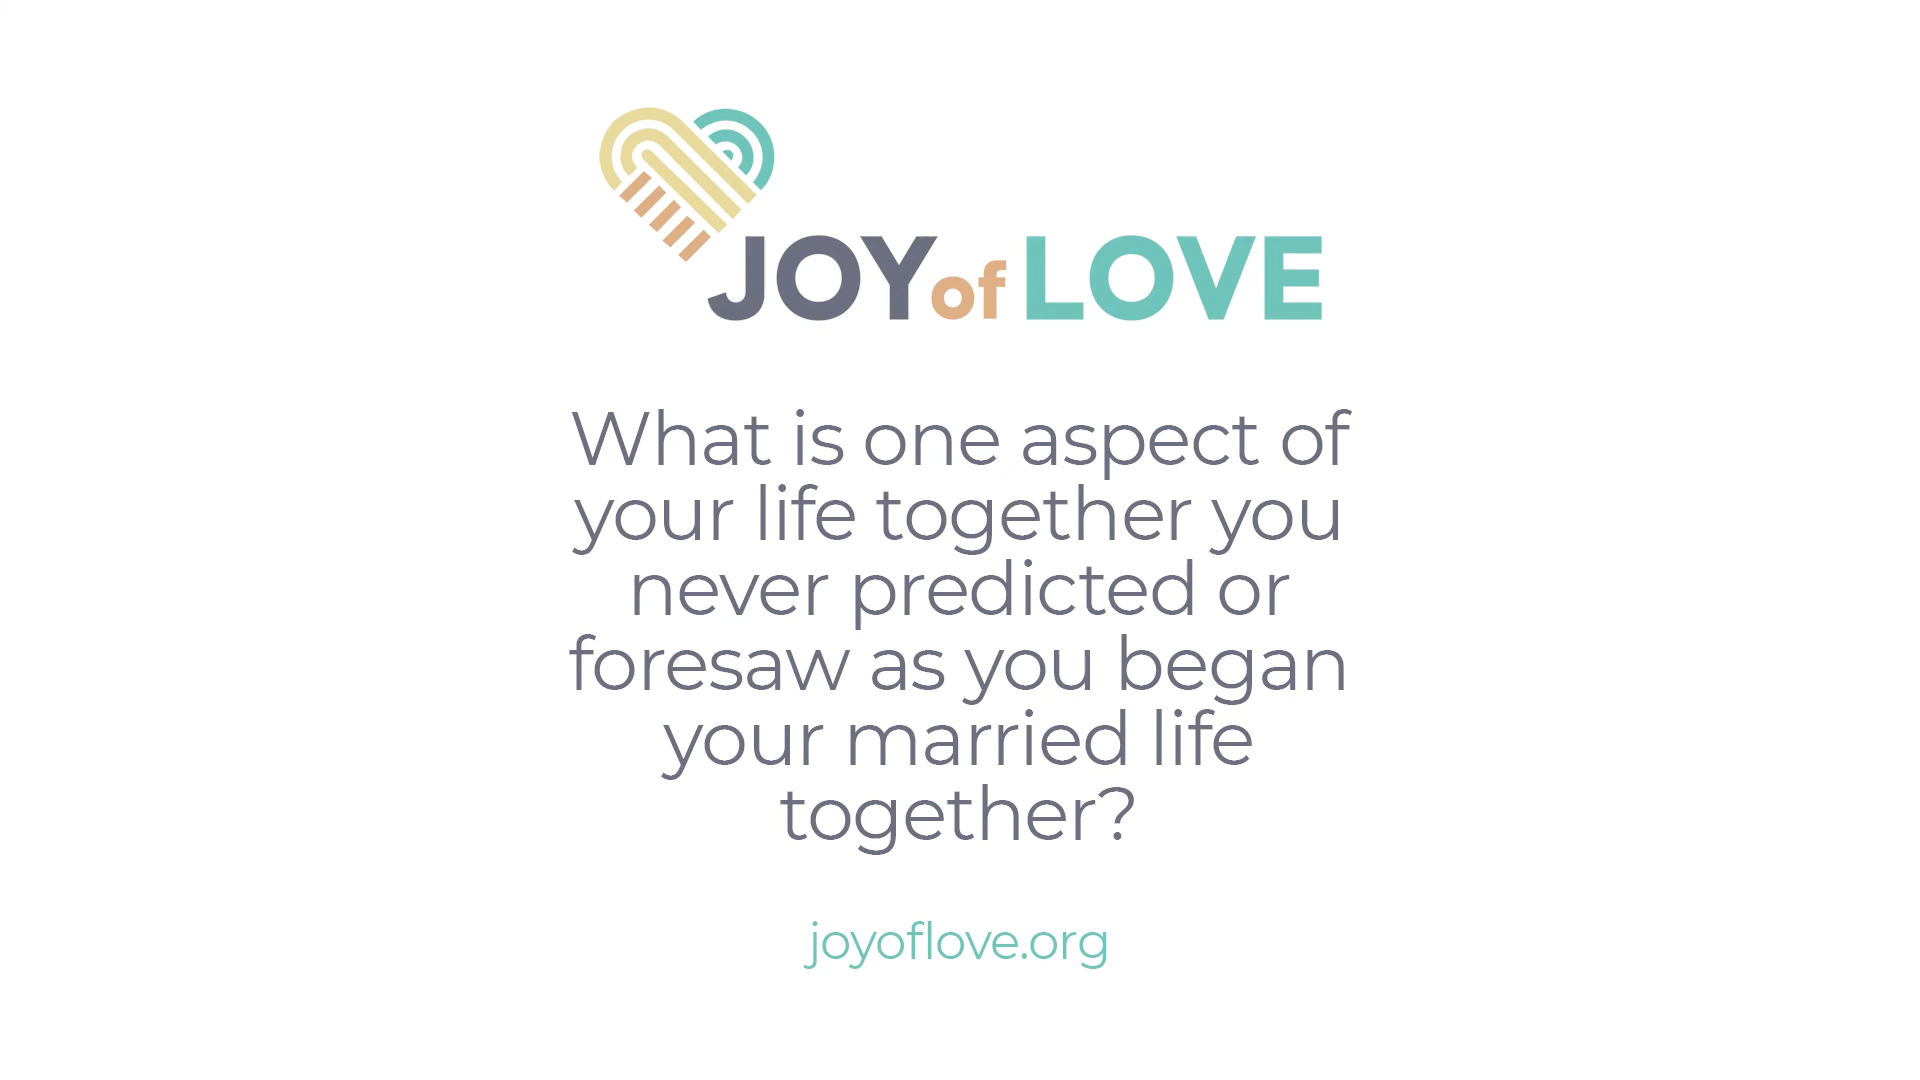 JOY of LOVE
What is one aspect of
your life together you
never predicted or
foresaw as you began
your married life
together?
joyoflove.org